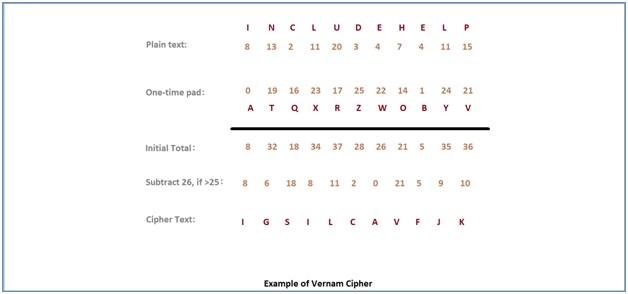 I N C L U D E H E L P
Plain text: 8 13 2 11 20 3 4 7 4 11 15
One-time pad: 0 19 16 23 17 25 22 14 1 24 21
A T Q X R Z W O B Y V
Initial Total: 8 32 18 34 37 28 26 21 5 35 36
Subtract 26, if >25: 8 6 18 8 11 2 0 21 5 9 10
Cipher Text: I G S I L C A V F J K
Example of Vernam Cipher